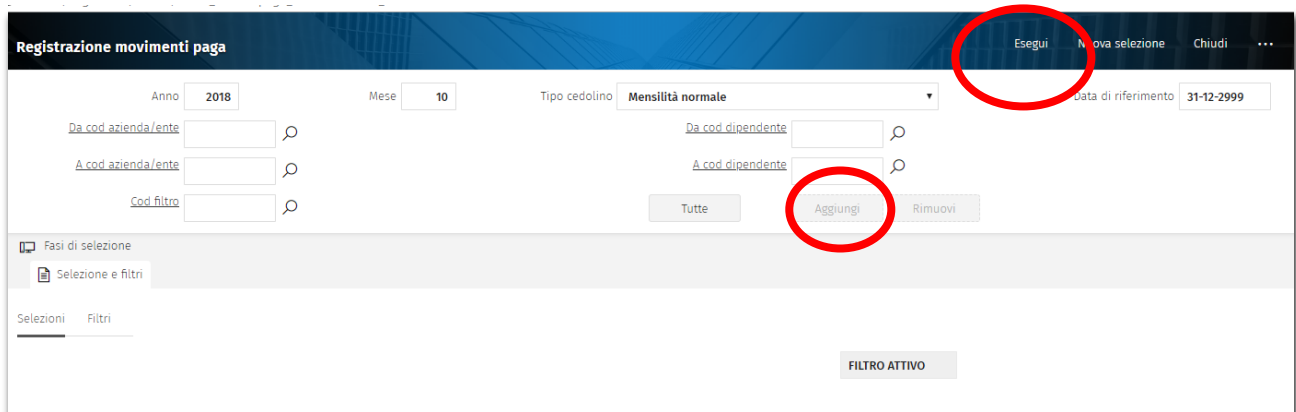 Registrazione movimenti paga Esegui Nuova selezione Chiudi ...
Anno 2018 Mese 10 Tipo cedolino Mensilità normale Data di riferimento 31-12-2999
Da cod azienda/ente Da cod dipendente
A cod azienda/ente A cod dipendente
Cod filtro Tutte Aggiungi Rimuovi
Fasi di selezione
Selezione e filtri
Selezioni Filtri
FILTRO ATTIVO